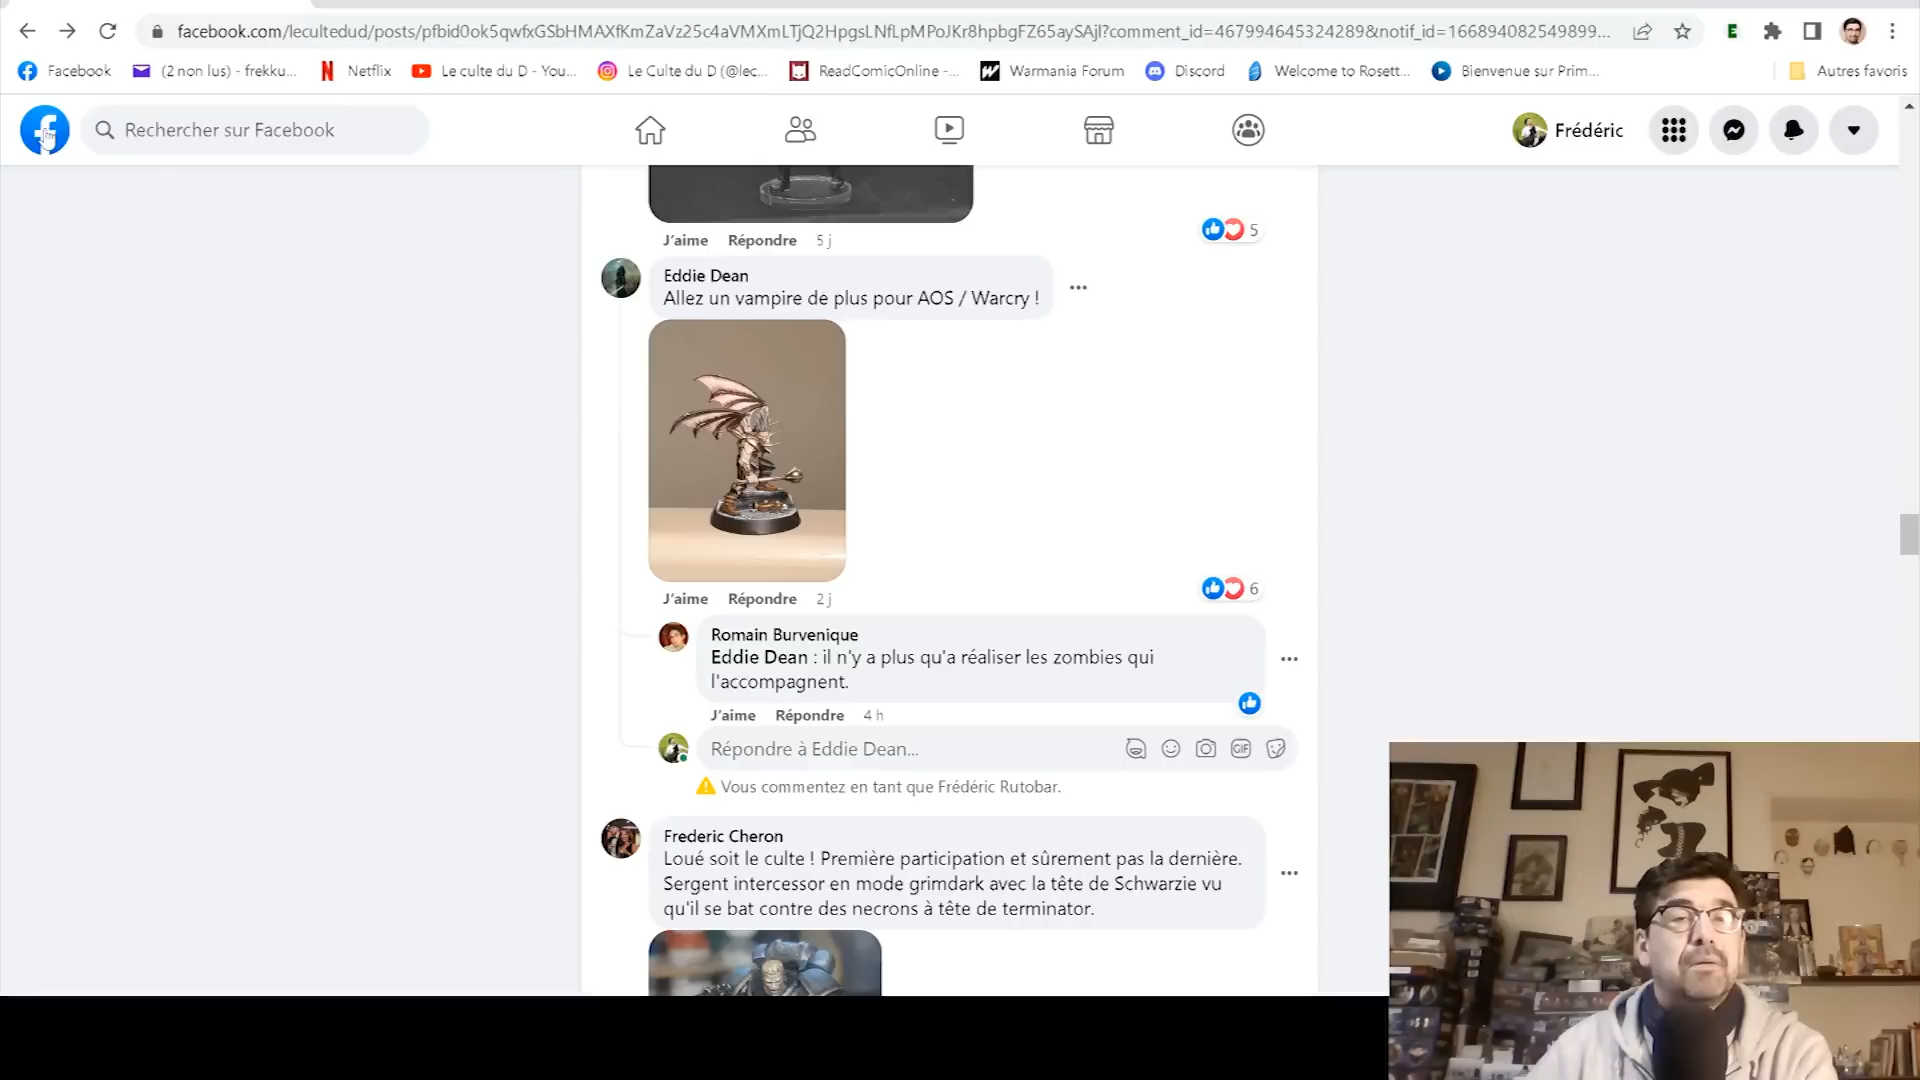 facebook.com/lecultedud/posts/pfbid0ok5qwfxGSbHMAXfKmZaVz25c4aVMXmLTjQ2HpgsLNfLpMPoJKr8hpbgFZ65aySAjl?comment_id=467994645324289&notif_id=166894082549899...
Facebook (2 non lus) - frekku... Netflix Le culte du D - You... Le Culte du D (@lec... ReadComicOnline -... Warmania Forum Discord Welcome to Rosett... Bienvenue sur Prim... Autres favoris
Rechercher sur Facebook Frédéric
J'aime Répondre 5 j 5
Eddie Dean
Allez un vampire de plus pour AOS / Warcry !
J'aime Répondre 2 j 6
Romain Burvenique
Eddie Dean : il n'y a plus qu'a réaliser les zombies qui
l'accompagnent.
J'aime Répondre 4 h
Répondre à Eddie Dean... GIF
Vous commentez en tant que Frédéric Rutobar.
Frederic Cheron
Loué soit le culte ! Première participation et sûrement pas la dernière.
Sergent intercessor en mode grimdark avec la tête de Schwarzie vu
qu'il se bat contre des necrons à tête de terminator.